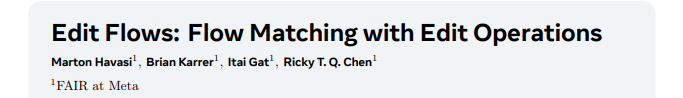 Edit Flows: Flow Matching with Edit Operations
Marton Havasi¹, Brian Karrer¹, Itai Gat¹, Ricky T. Q. Chen¹
¹FAIR at Meta